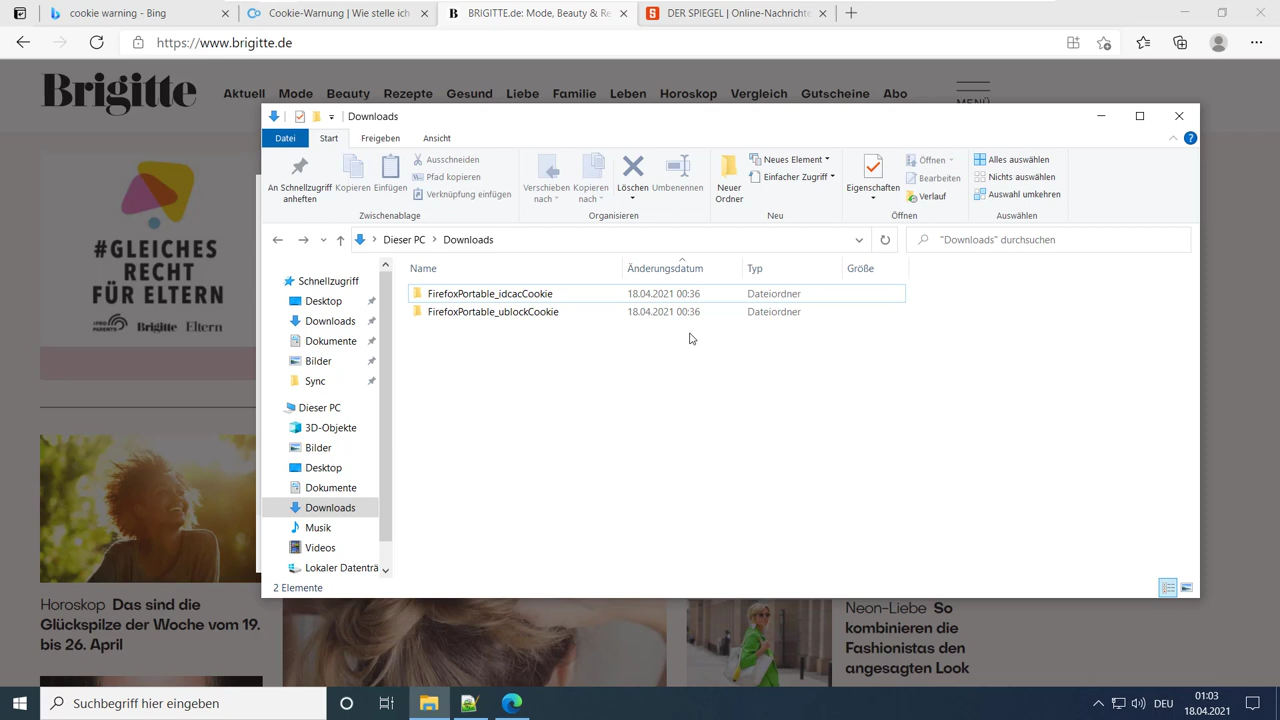 cookie warning - Bing
Cookie-Warnung | Wie stelle ich
BRIGITTE.de: Mode, Beauty & Re
DER SPIEGEL | Online-Nachrichte
https://www.brigitte.de
Brigitte
Aktuell Mode Beauty Rezepte Gesund Liebe Familie Leben Horoskop Vergleich Gutscheine Abo
MENÜ
#GLEICHES
RECHT
FÜR ELTERN
PROPARENTS Brigitte Eltern
Downloads
Datei Start Freigeben Ansicht
An Schnellzugriff
anheften
Kopieren
Einfügen
Ausschneiden
Pfad kopieren
Verknüpfung einfügen
Zwischenablage
Verschieben
nach
Kopieren
nach
Löschen
Umbenennen
Organisieren
Neuer
Ordner
Neues Element
Einfacher Zugriff
Neu
Eigenschaften
Öffnen
Bearbeiten
Verlauf
Öffnen
Alles auswählen
Nichts auswählen
Auswahl umkehren
Auswählen
Dieser PC Downloads
"Downloads" durchsuchen
Name Änderungsdatum Typ Größe
FirefoxPortable_idcacCookie 18.04.2021 00:36 Dateiordner
FirefoxPortable_ublockCookie 18.04.2021 00:36 Dateiordner
Schnellzugriff
Desktop
Downloads
Dokumente
Bilder
Sync
Dieser PC
3D-Objekte
Bilder
Desktop
Dokumente
Downloads
Musik
Videos
Lokaler Datenträ
2 Elemente
Horoskop Das sind die
Glückspilze der Woche vom 19.
bis 26. April
Neon-Liebe So
kombinieren die
Fashionistas den
angesagten Look
Suchbegriff hier eingeben
DEU
01:03
18.04.2021